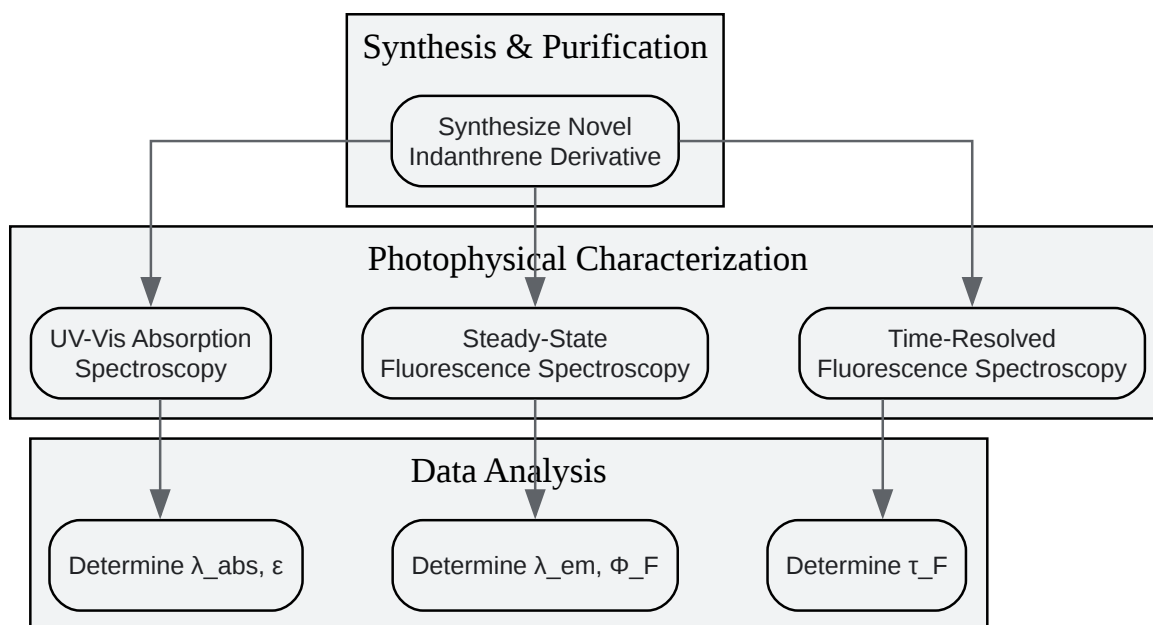 Synthesis & Purification
Synthesize Novel
Indanthrene Derivative
Photophysical Characterization
UV-Vis Absorption
Spectroscopy
Steady-State
Fluorescence Spectroscopy
Time-Resolved
Fluorescence Spectroscopy
Data Analysis
Determine λ_abs, ε
Determine λ_em, Φ_F
Determine τ_F